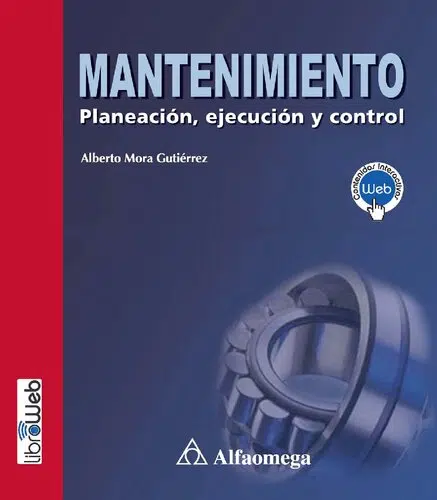 MANTENIMIENTO
Planeación, ejecución y control
Alberto Mora Gutiérrez
Contenidos Interactivos
Web
libroweb
Alfaomega